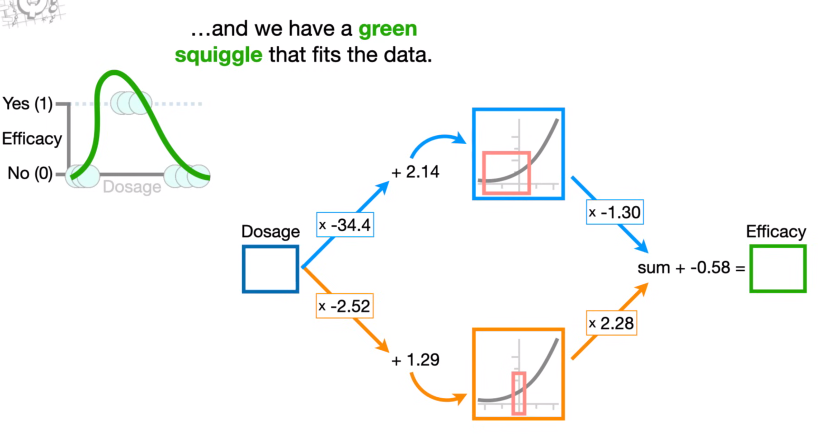 ...and we have a green
squiggle that fits the data.
Yes (1)
Efficacy
No (0)
Dosage
+ 2.14
x -34.4
x -1.30
Dosage
Efficacy
sum + -0.58 =
x -2.52
x 2.28
+ 1.29